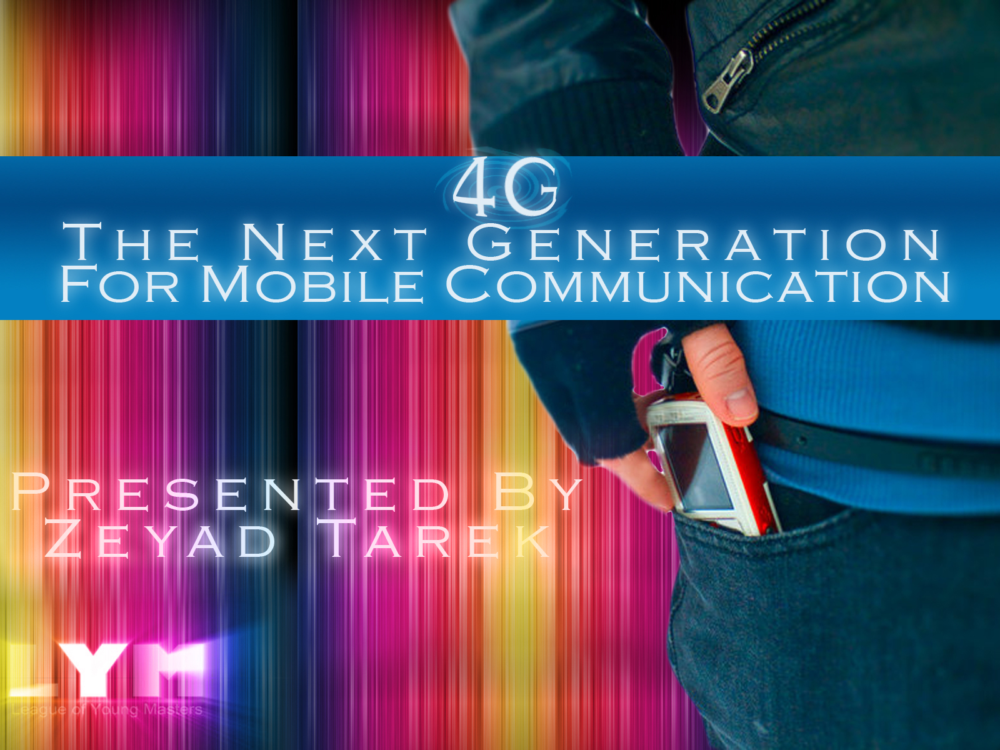 4G
The Next Generation
For Mobile Communication
Presented By
Zeyad Tarek
LYM
League of Young Masters